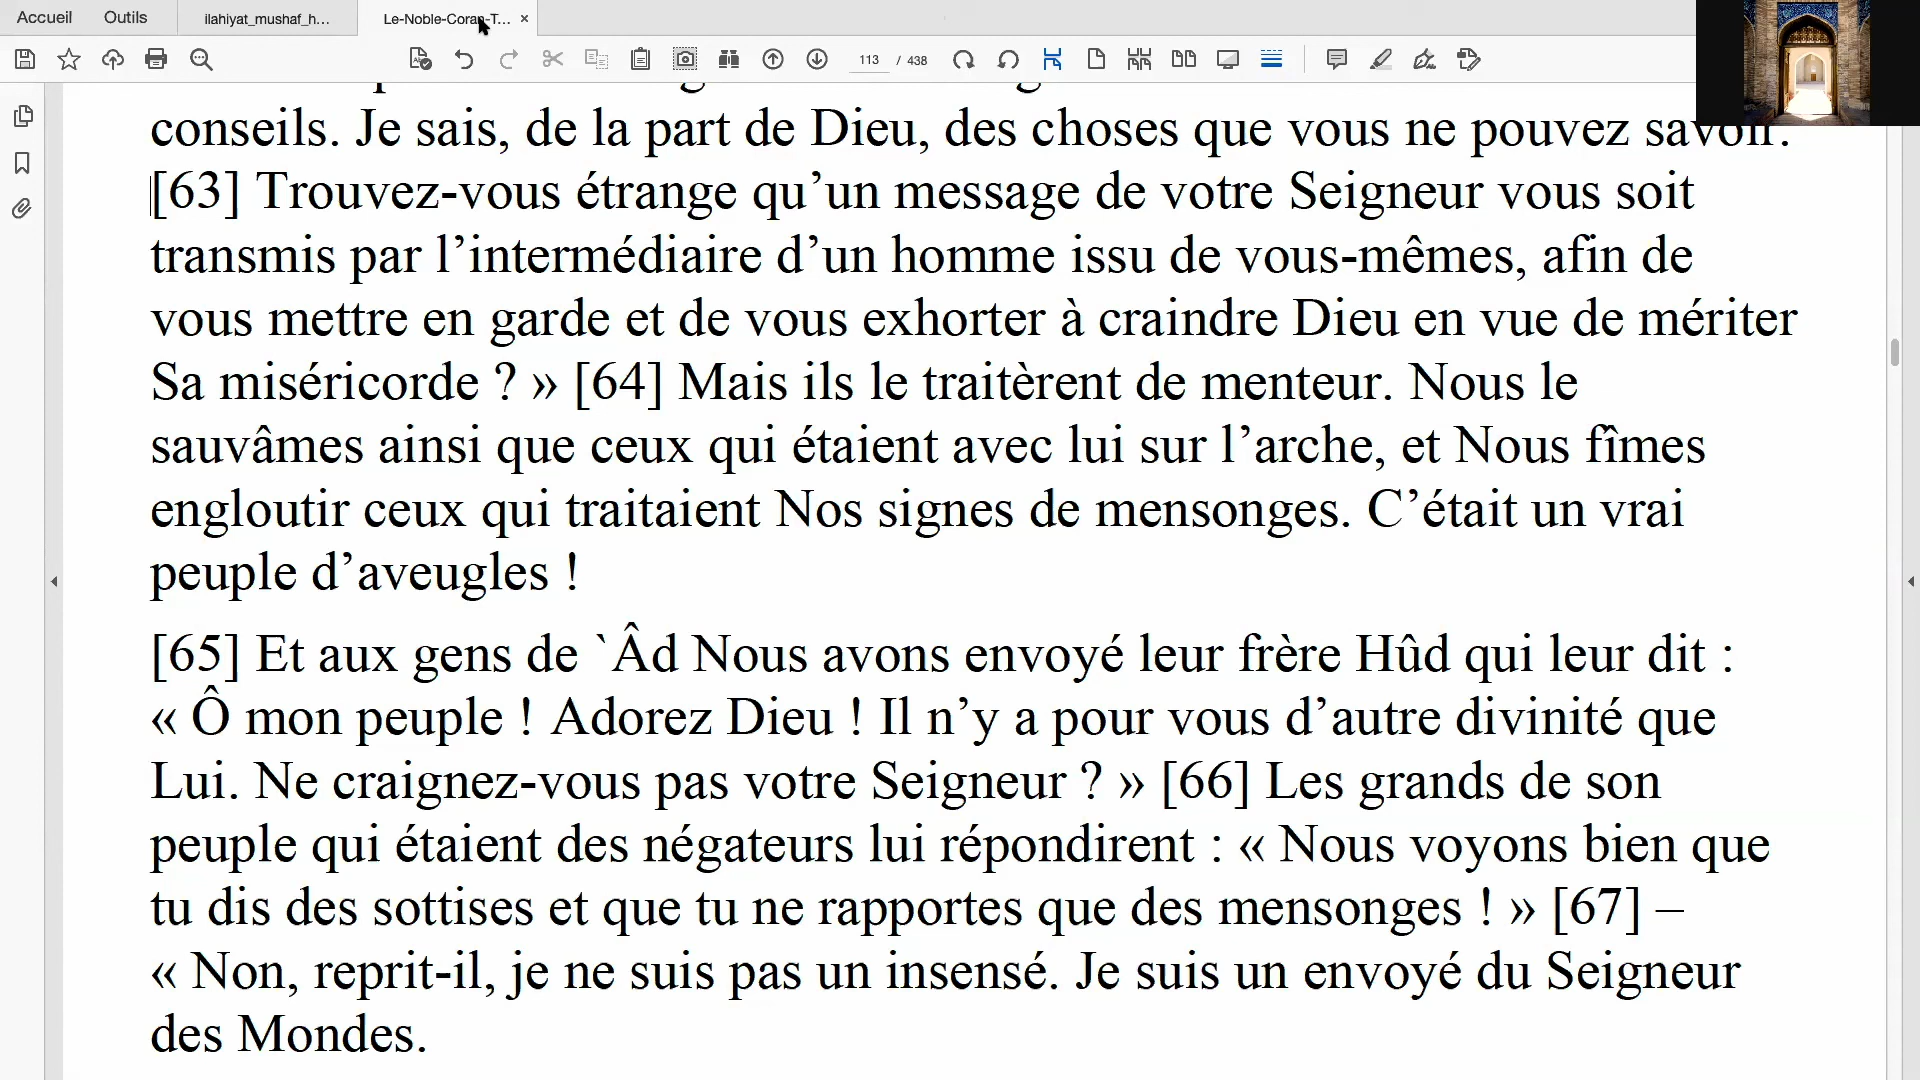 Accueil Outils ilahiyat_mushaf_h... Le-Noble-Coran-T...
113 / 438
conseils. Je sais, de la part de Dieu, des choses que vous ne pouvez savoir.
[63] Trouvez-vous étrange qu’un message de votre Seigneur vous soit
transmis par l’intermédiaire d’un homme issu de vous-mêmes, afin de
vous mettre en garde et de vous exhorter à craindre Dieu en vue de mériter
Sa miséricorde ? » [64] Mais ils le traitèrent de menteur. Nous le
sauvâmes ainsi que ceux qui étaient avec lui sur l’arche, et Nous fîmes
engloutir ceux qui traitaient Nos signes de mensonges. C’était un vrai
peuple d’aveugles !
[65] Et aux gens de `Âd Nous avons envoyé leur frère Hûd qui leur dit :
« Ô mon peuple ! Adorez Dieu ! Il n’y a pour vous d’autre divinité que
Lui. Ne craignez-vous pas votre Seigneur ? » [66] Les grands de son
peuple qui étaient des négateurs lui répondirent : « Nous voyons bien que
tu dis des sottises et que tu ne rapportes que des mensonges ! » [67] –
« Non, reprit-il, je ne suis pas un insensé. Je suis un envoyé du Seigneur
des Mondes.